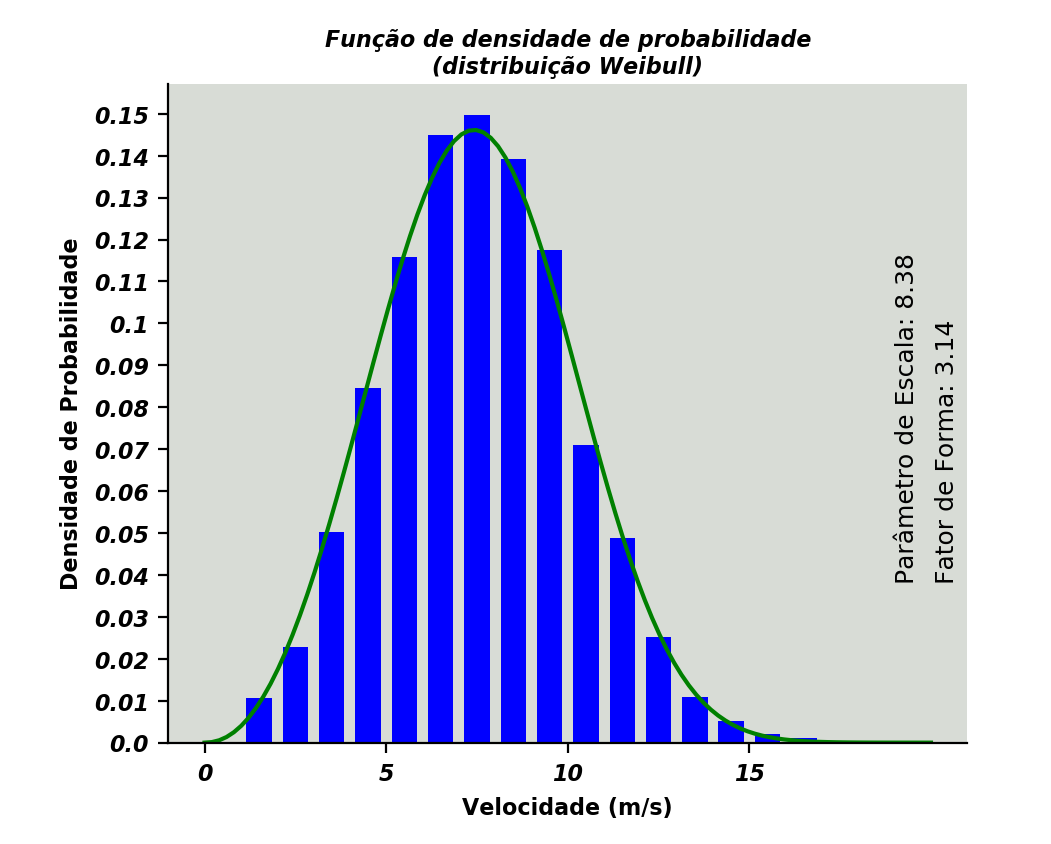 Função de densidade de probabilidade
(distribuição Weibull)
Densidade de Probabilidade
0.15
0.14
0.13
0.12
0.11
0.1
0.09
0.08
0.07
0.06
0.05
0.04
0.03
0.02
0.01
0.0
Parâmetro de Escala: 8.38
Fator de Forma: 3.14
0 5 10 15
Velocidade (m/s)